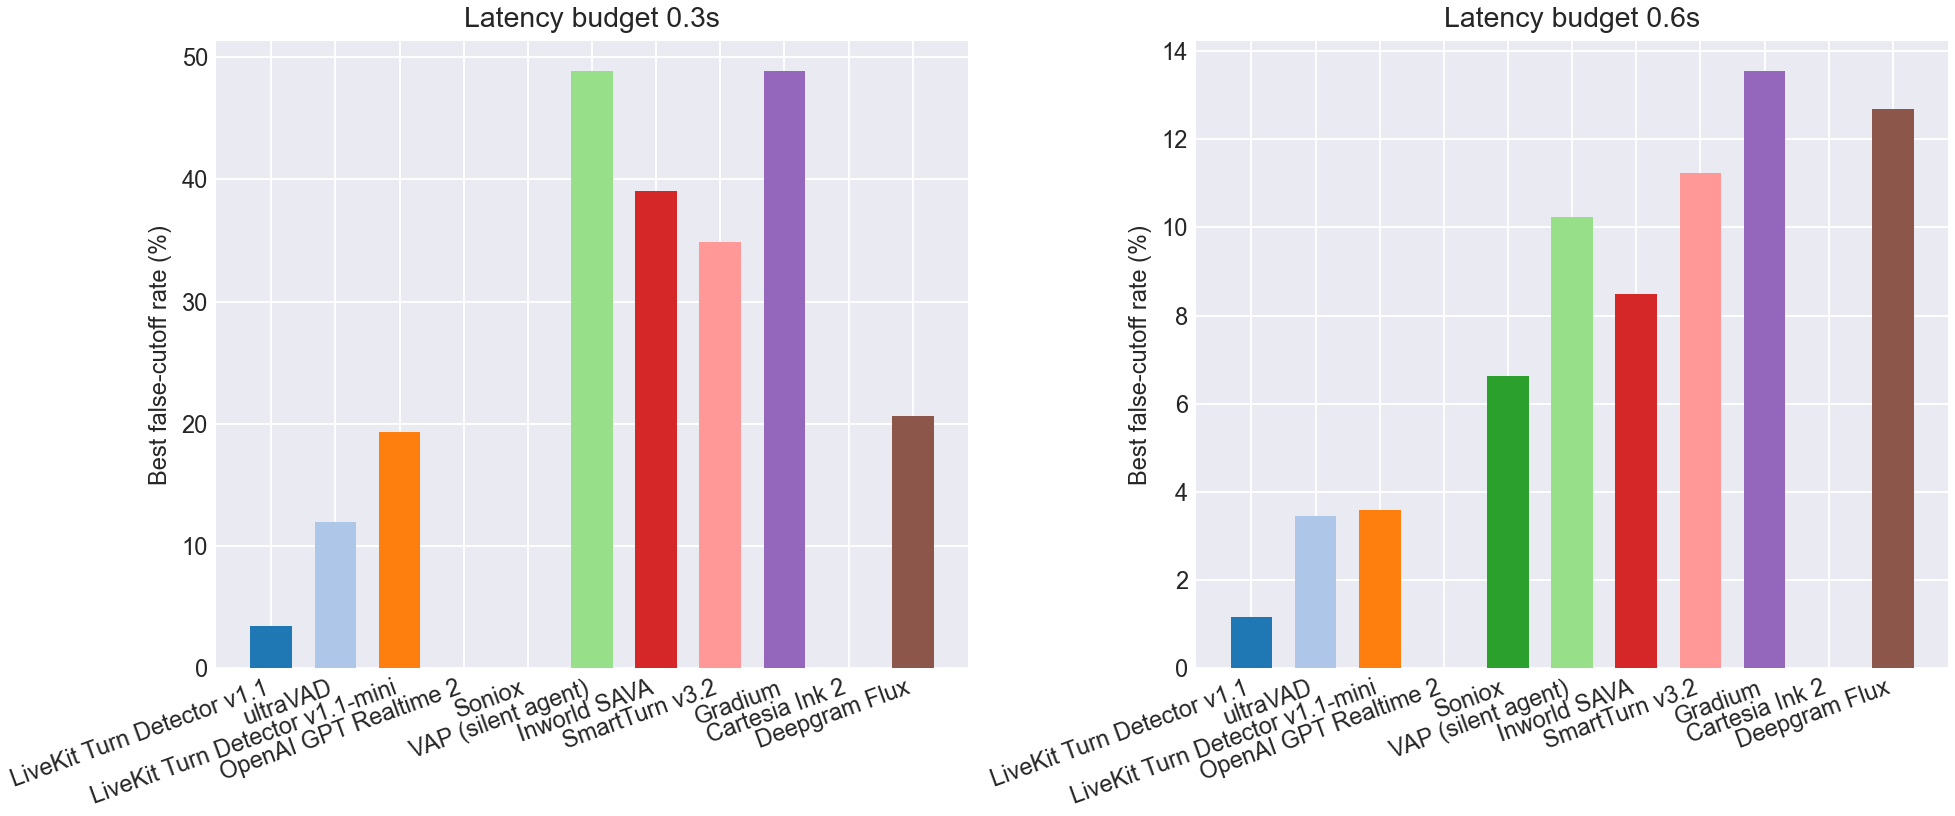 Latency budget 0.3s
Best false-cutoff rate (%)
50
40
30
20
10
0
LiveKit Turn Detector v1.1
ultraVAD
LiveKit Turn Detector v1.1-mini
OpenAI GPT Realtime 2
Soniox
VAP (silent agent)
Inworld SAVA
SmartTurn v3.2
Gradium
Cartesia Ink 2
Deepgram Flux
Latency budget 0.6s
Best false-cutoff rate (%)
14
12
10
8
6
4
2
0
LiveKit Turn Detector v1.1
ultraVAD
LiveKit Turn Detector v1.1-mini
OpenAI GPT Realtime 2
Soniox
VAP (silent agent)
Inworld SAVA
SmartTurn v3.2
Gradium
Cartesia Ink 2
Deepgram Flux